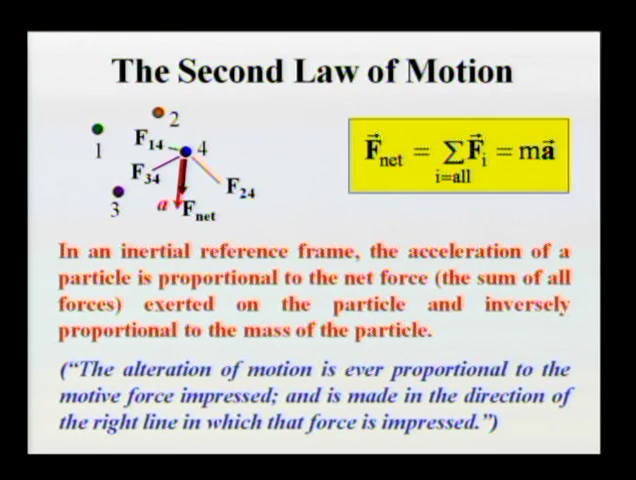 The Second Law of Motion
1
2
F14
4
F34
F24
3
a
Fnet
F⃗net = ∑F⃗i = ma⃗
i=all
In an inertial reference frame, the acceleration of a
particle is proportional to the net force (the sum of all
forces) exerted on the particle and inversely
proportional to the mass of the particle.
("The alteration of motion is ever proportional to the
motive force impressed; and is made in the direction of
the right line in which that force is impressed.")